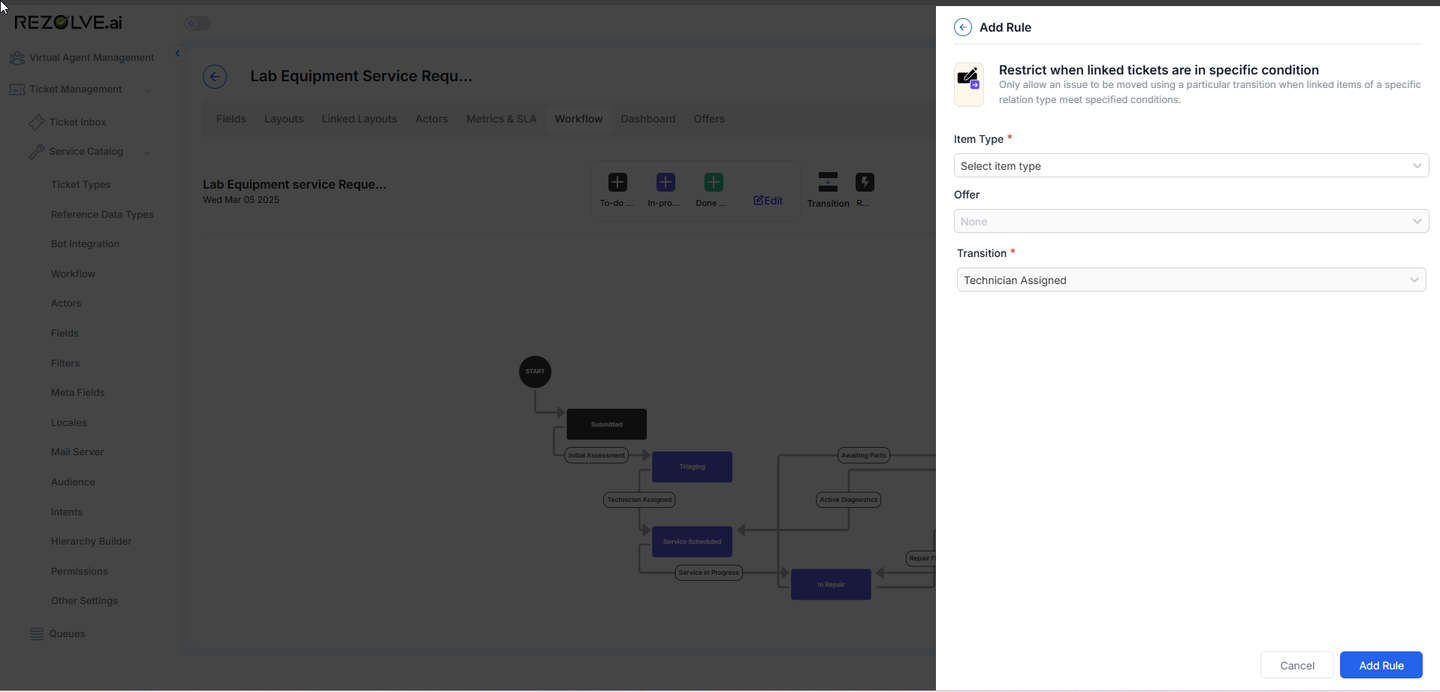 REZOLVE.ai
Virtual Agent Management
Ticket Management
Ticket Inbox
Service Catalog
Ticket Types
Reference Data Types
Bot Integration
Workflow
Actors
Fields
Filters
Meta Fields
Locales
Mail Server
Audience
Intents
Hierarchy Builder
Permissions
Other Settings
Queues
Lab Equipment Service Requ...
Fields Layouts Linked Layouts Actors Metrics & SLA Workflow Dashboard Offers
Lab Equipment service Reque...
Wed Mar 05 2025
To-do ... In-pro... Done ... Edit Transition R...
START
Submitted
Initial Assessment
Awaiting Parts
Triaging
Technician Assigned
Active Diagnostics
Service Scheduled
Repair F
Service in Progress
In Repair
Add Rule
Restrict when linked tickets are in specific condition
Only allow an issue to be moved using a particular transition when linked items of a specific
relation type meet specified conditions.
Item Type *
Select item type
Offer
None
Transition *
Technician Assigned
Cancel Add Rule